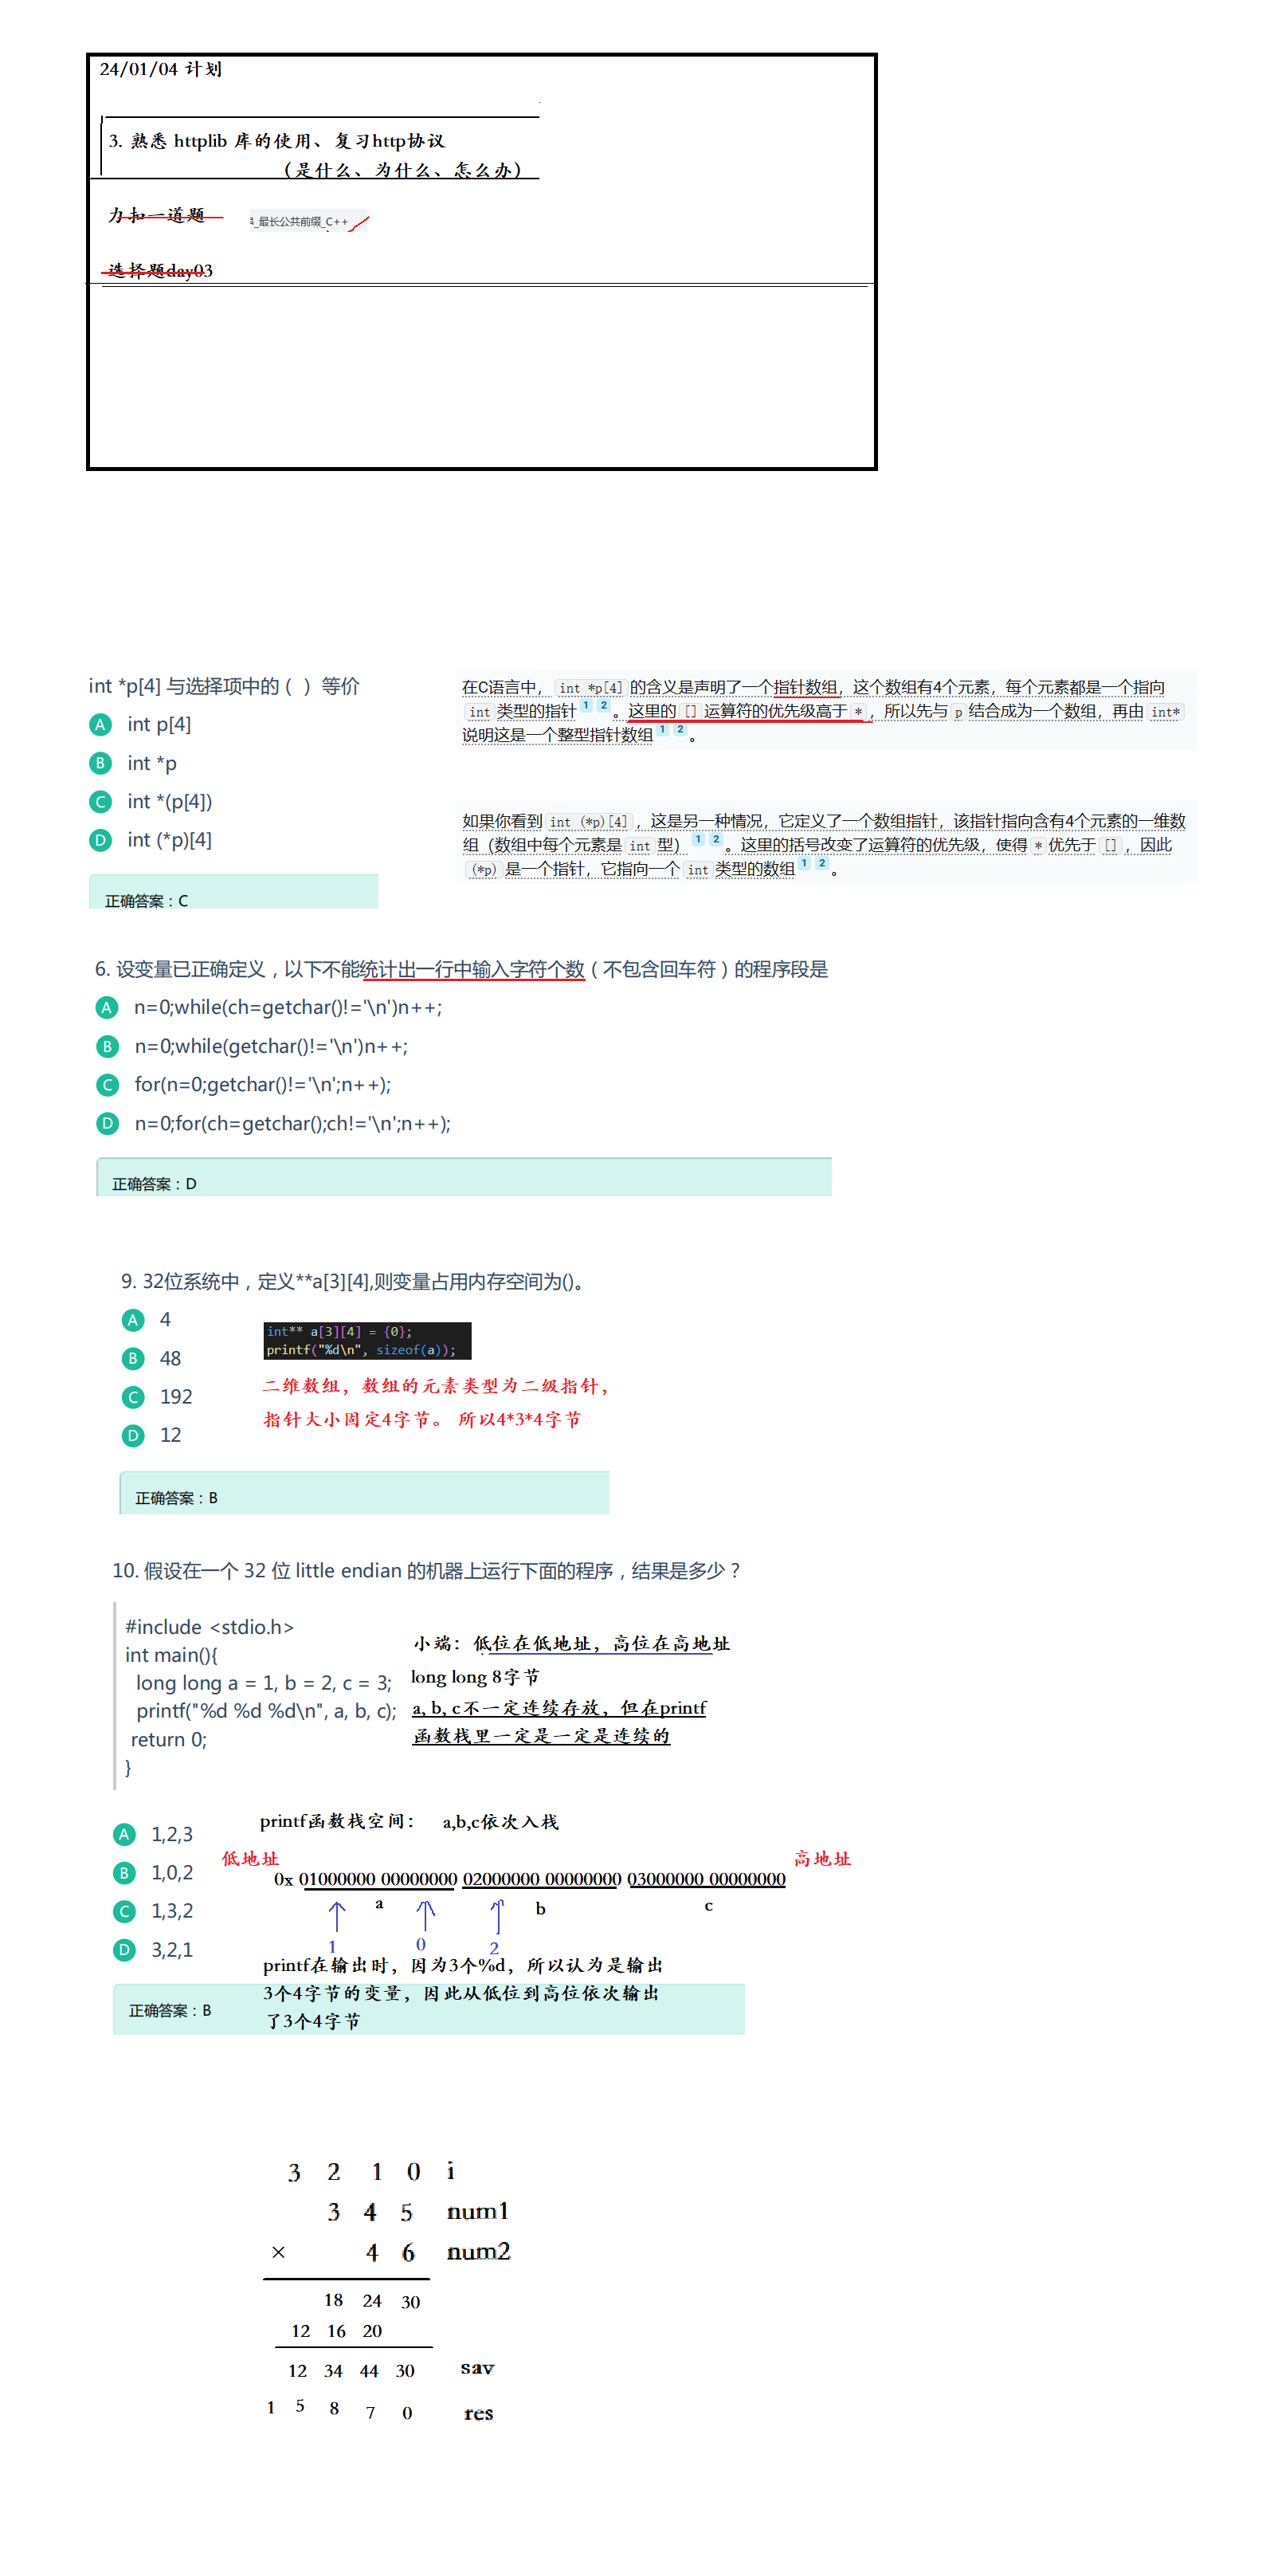 24/01/04 计划
3. 熟悉 httplib 库的使用、复习http协议
（是什么、为什么、怎么办）
力扣一道题
_最长公共前缀_C++
选择题day03
int *p[4] 与选择项中的（ ）等价
A int p[4]
B int *p
C int *(p[4])
D int (*p)[4]
正确答案：C
在C语言中， int *p[4] 的含义是声明了一个指针数组，这个数组有4个元素，每个元素都是一个指向
int 类型的指针 1 2 。这里的 [] 运算符的优先级高于 * ，所以先与 p 结合成为一个数组，再由 int*
说明这是一个整型指针数组 1 2 。
如果你看到 int (*p)[4] ，这是另一种情况，它定义了一个数组指针，该指针指向含有4个元素的一维数
组（数组中每个元素是 int 型） 1 2 。这里的括号改变了运算符的优先级，使得 * 优先于 [] ，因此
(*p) 是一个指针，它指向一个 int 类型的数组 1 2 。
6. 设变量已正确定义，以下不能统计出一行中输入字符个数（不包含回车符）的程序段是
A n=0;while(ch=getchar()!='\n')n++;
B n=0;while(getchar()!='\n')n++;
C for(n=0;getchar()!='\n';n++);
D n=0;for(ch=getchar();ch!='\n';n++);
正确答案：D
9. 32位系统中，定义**a[3][4],则变量占用内存空间为()。
A 4
B 48
C 192
D 12
int** a[3][4] = {0};
printf("%d\n", sizeof(a));
二维数组，数组的元素类型为二级指针，
指针大小固定4字节。 所以4*3*4字节
正确答案：B
10. 假设在一个 32 位 little endian 的机器上运行下面的程序，结果是多少？
#include <stdio.h>
int main(){
long long a = 1, b = 2, c = 3;
printf("%d %d %d\n", a, b, c);
return 0;
}
小端：低位在低地址，高位在高地址
long long 8字节
a, b, c不一定连续存放，但在printf
函数栈里一定是一定是连续的
A 1,2,3
B 1,0,2
C 1,3,2
D 3,2,1
printf函数栈空间： a,b,c依次入栈
低地址
高地址
0x 01000000 00000000 02000000 00000000 03000000 00000000
a b c
1 0 2
printf在输出时，因为3个%d，所以认为是输出
3个4字节的变量，因此从低位到高位依次输出
了3个4字节
正确答案：B
3 2 1 0 i
3 4 5 num1
× 4 6 num2
18 24 30
12 16 20
12 34 44 30 sav
1 5 8 7 0 res